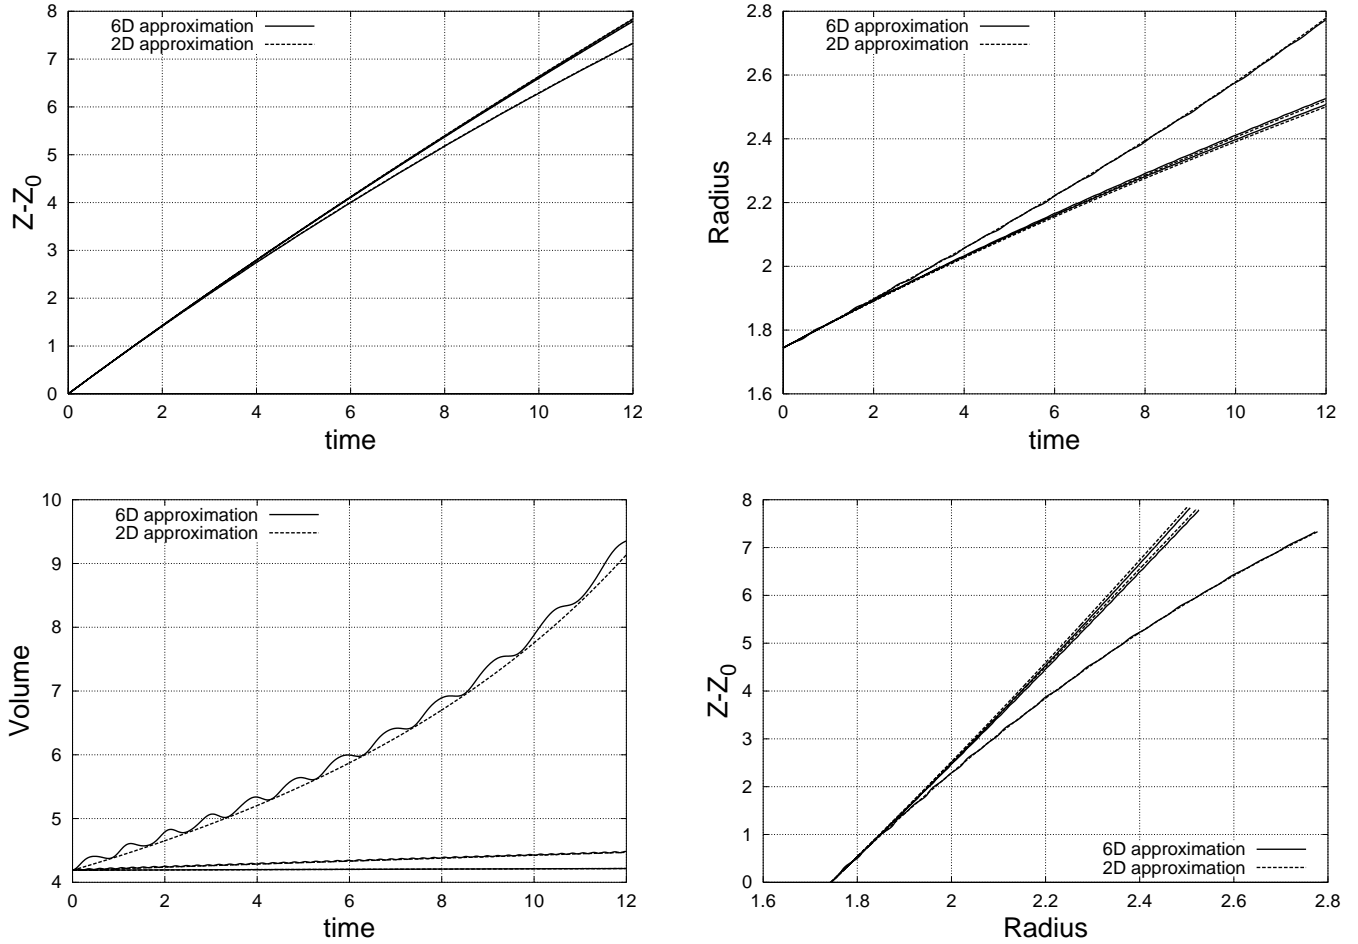 8
7
6
5
4
3
2
1
0
Z-Z0
6D approximation
2D approximation
0 2 4 6 8 10 12
time
2.8
2.6
2.4
2.2
2
1.8
1.6
Radius
6D approximation
2D approximation
0 2 4 6 8 10 12
time
10
9
8
7
6
5
4
Volume
6D approximation
2D approximation
0 2 4 6 8 10 12
time
8
7
6
5
4
3
2
1
0
Z-Z0
6D approximation
2D approximation
1.6 1.8 2 2.2 2.4 2.6 2.8
Radius